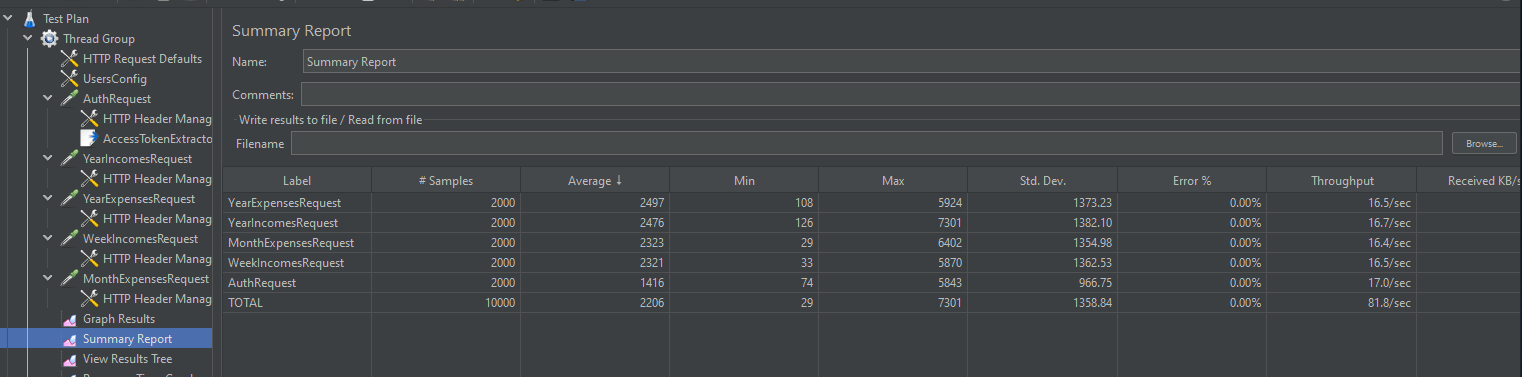 Test Plan
Thread Group
HTTP Request Defaults
UsersConfig
AuthRequest
HTTP Header Manag
AccessTokenExtracto
YearIncomesRequest
HTTP Header Manag
YearExpensesRequest
HTTP Header Manag
WeekIncomesRequest
HTTP Header Manag
MonthExpensesRequest
HTTP Header Manag
Graph Results
Summary Report
View Results Tree
Summary Report
Name: Summary Report
Comments:
Write results to file / Read from file
Filename Browse...
Label # Samples Average ↓ Min Max Std. Dev. Error % Throughput Received KB/s
YearExpensesRequest 2000 2497 108 5924 1373.23 0.00% 16.5/sec
YearIncomesRequest 2000 2476 126 7301 1382.10 0.00% 16.7/sec
MonthExpensesRequest 2000 2323 29 6402 1354.98 0.00% 16.4/sec
WeekIncomesRequest 2000 2321 33 5870 1362.53 0.00% 16.5/sec
AuthRequest 2000 1416 74 5843 966.75 0.00% 17.0/sec
TOTAL 10000 2206 29 7301 1358.84 0.00% 81.8/sec